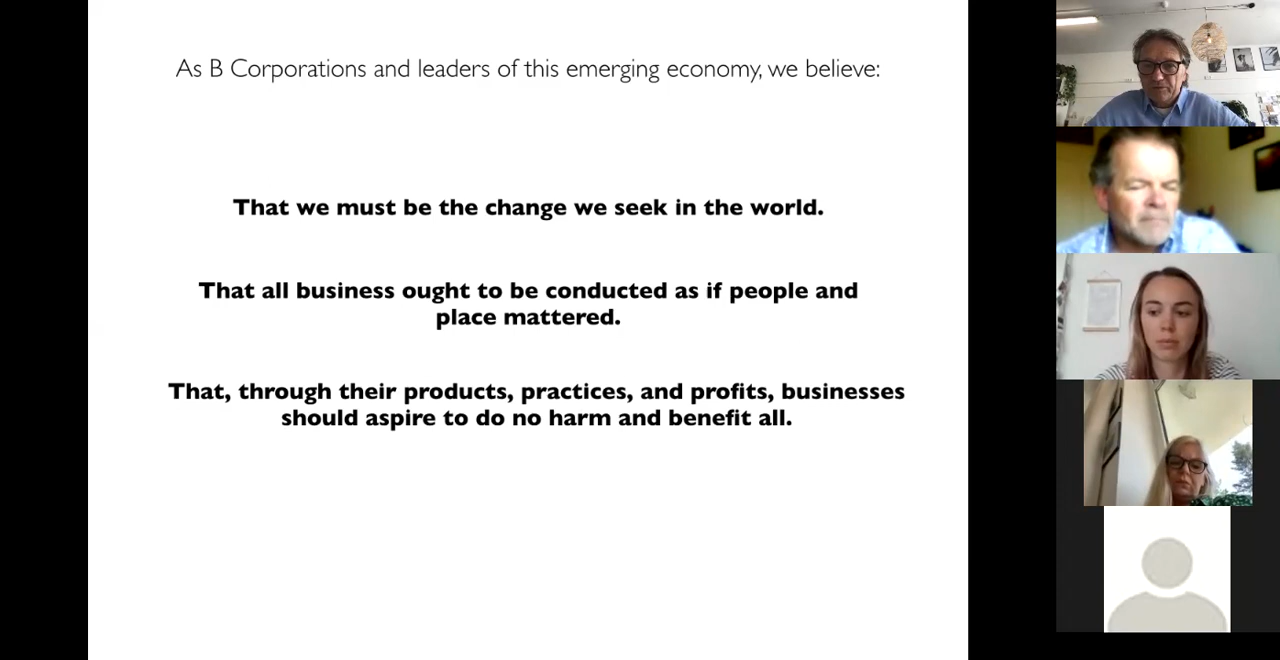 As B Corporations and leaders of this emerging economy, we believe:
That we must be the change we seek in the world.
That all business ought to be conducted as if people and
place mattered.
That, through their products, practices, and profits, businesses
should aspire to do no harm and benefit all.